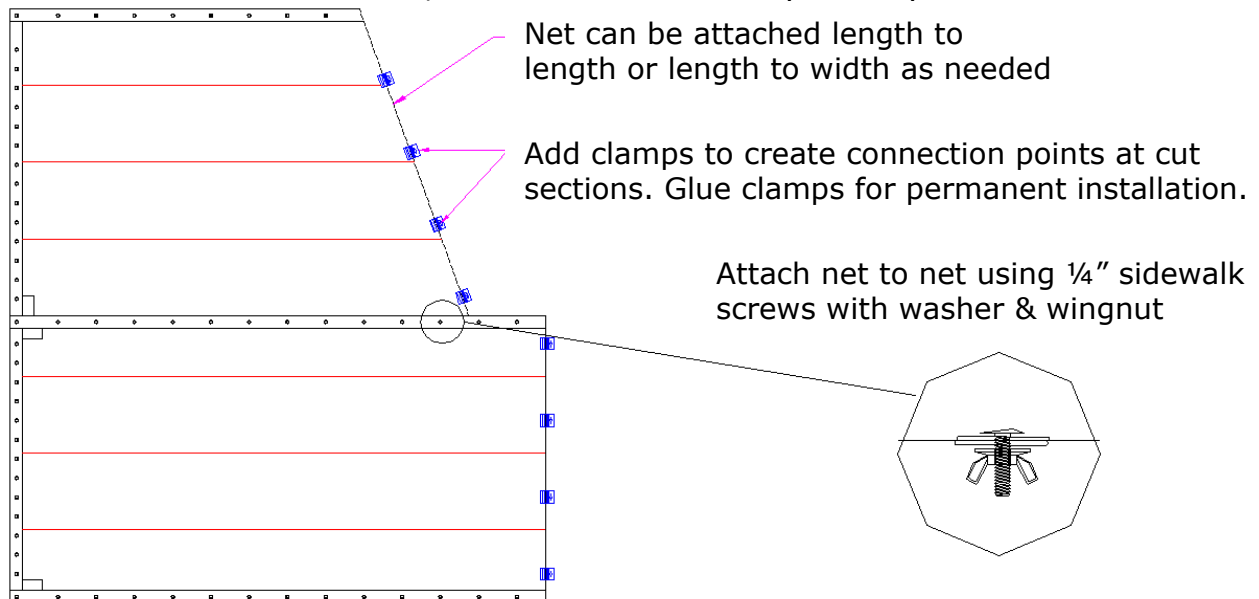 Net can be attached length to
length or length to width as needed
Add clamps to create connection points at cut
sections. Glue clamps for permanent installation.
Attach net to net using ¼” sidewalk
screws with washer & wingnut